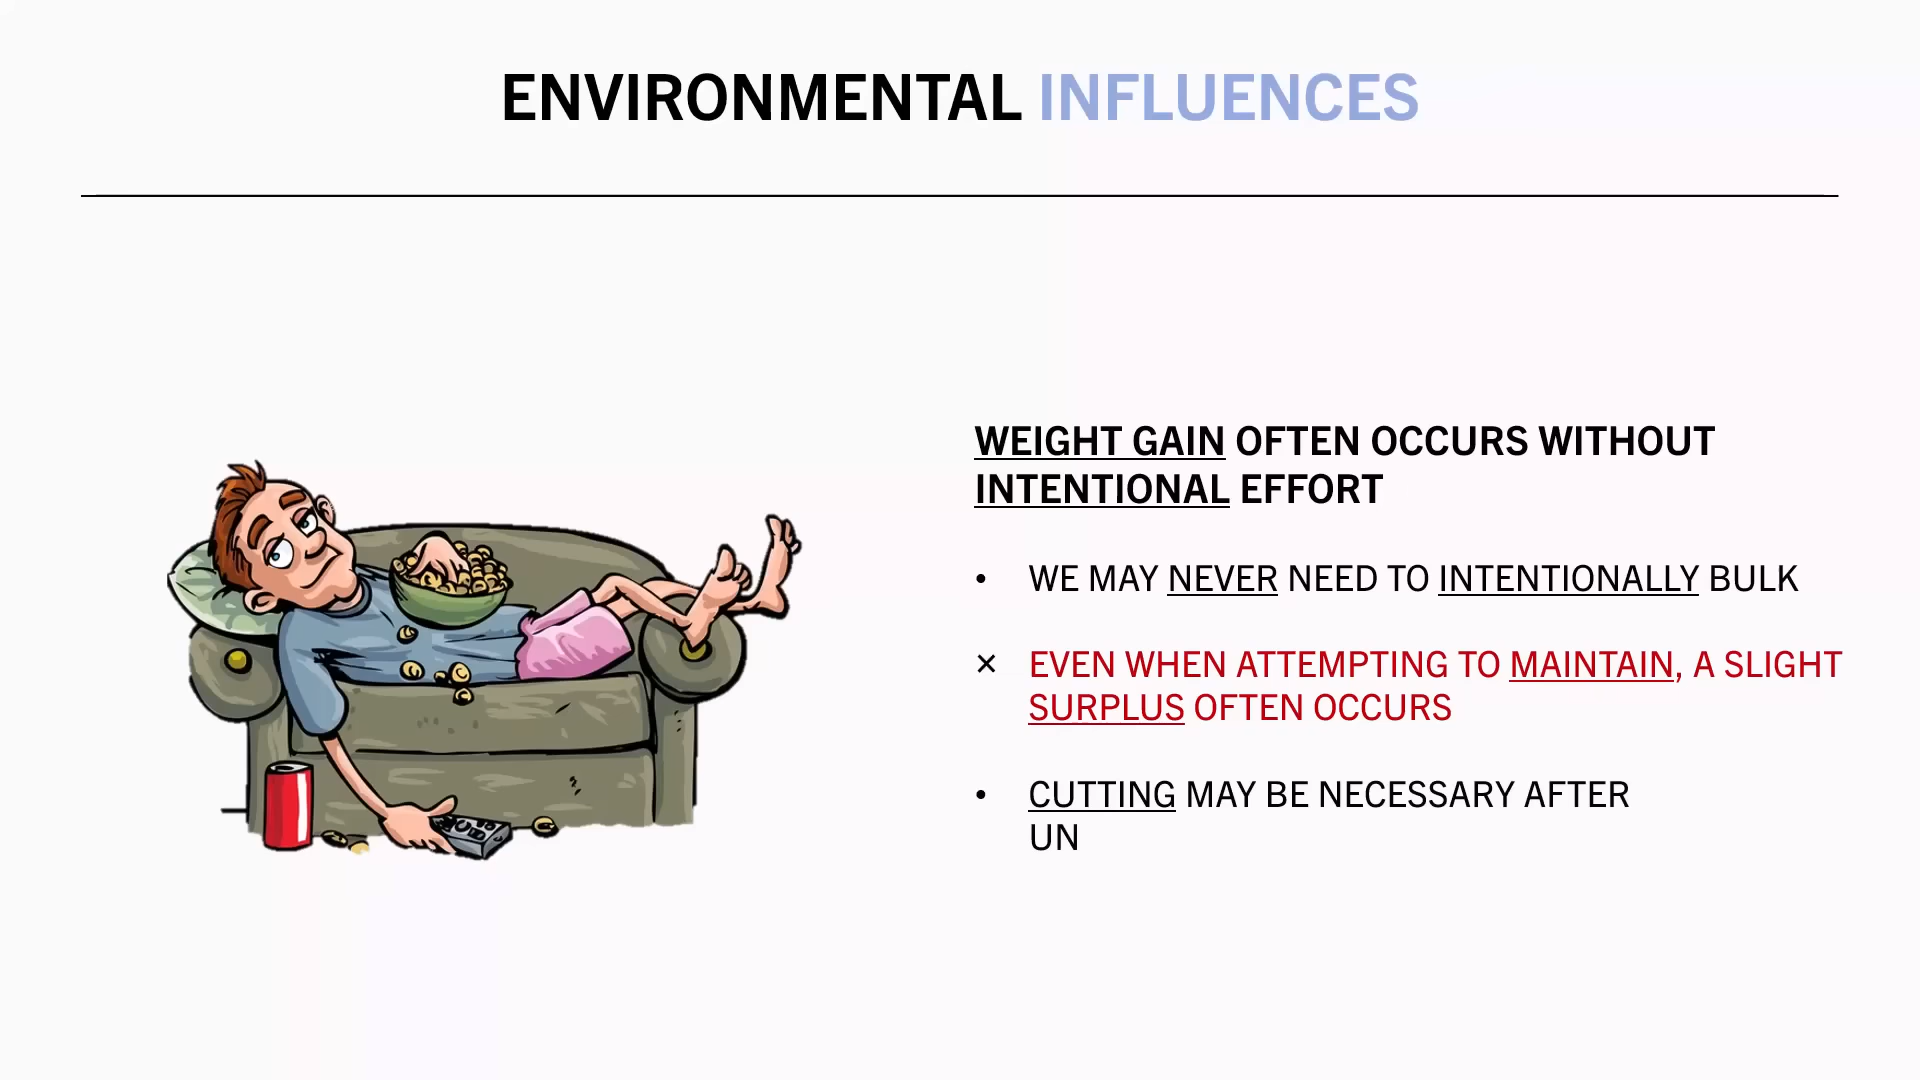 ENVIRONMENTAL INFLUENCES
WEIGHT GAIN OFTEN OCCURS WITHOUT
INTENTIONAL EFFORT
• WE MAY NEVER NEED TO INTENTIONALLY BULK
× EVEN WHEN ATTEMPTING TO MAINTAIN, A SLIGHT
SURPLUS OFTEN OCCURS
• CUTTING MAY BE NECESSARY AFTER
UN